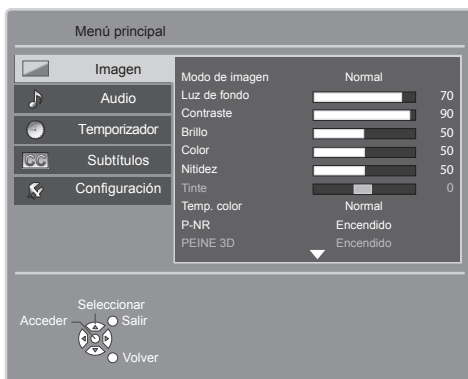 Menú principal
Imagen
Audio
Temporizador
CC Subtítulos
Configuración
Modo de imagen Normal
Luz de fondo 70
Contraste 90
Brillo 50
Color 50
Nitidez 50
Tinte 0
Temp. color Normal
P-NR Encendido
PEINE 3D Encendido
Seleccionar
Acceder Salir
Volver